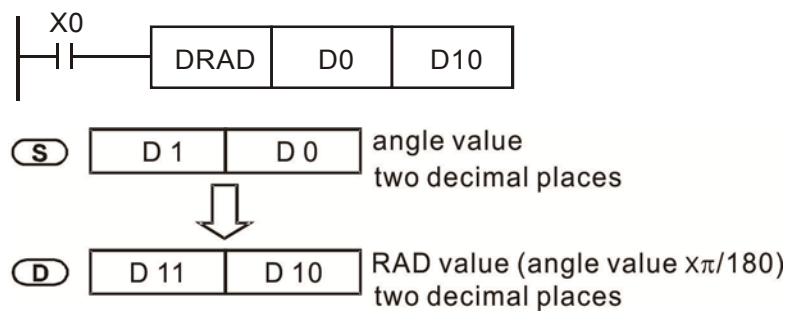 X0
DRAD D0 D10
S D 1 D 0 angle value
two decimal places
D D 11 D 10 RAD value (angle value xπ/180)
two decimal places